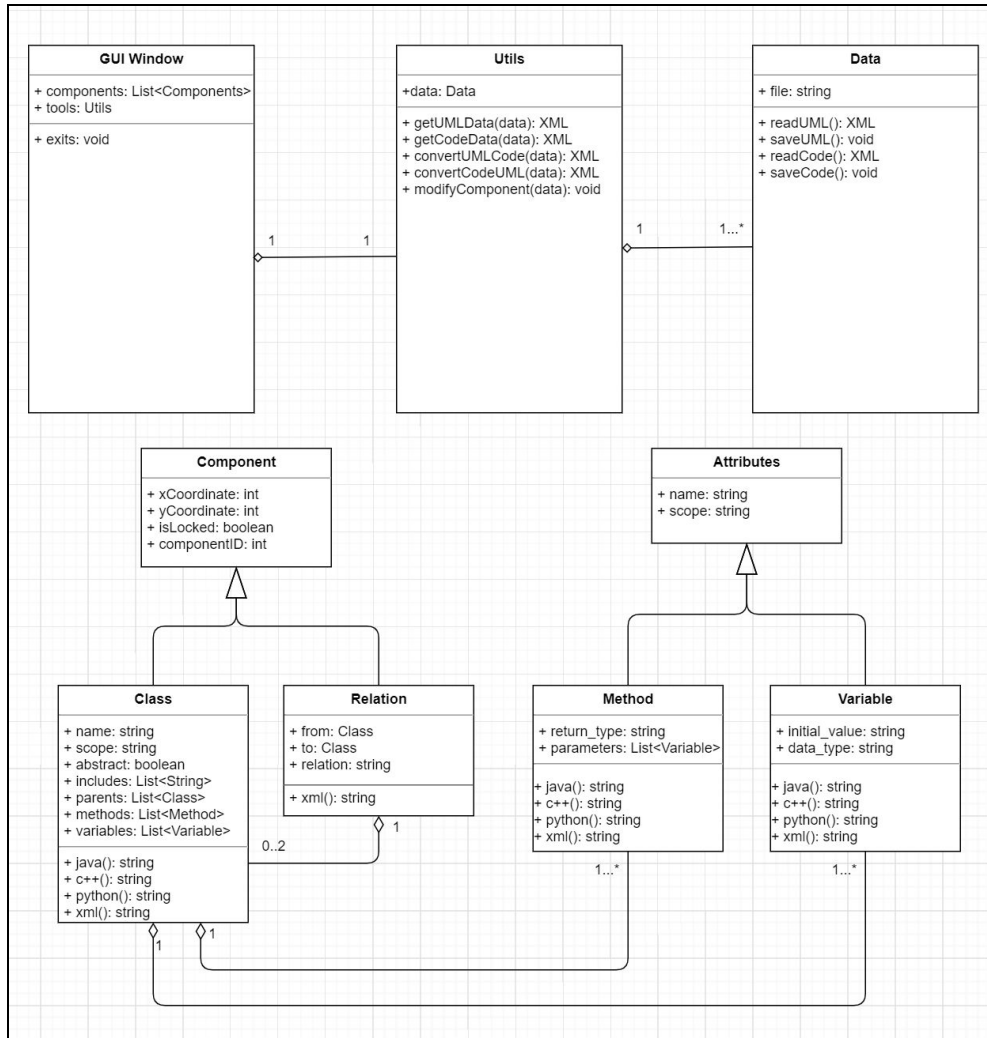 GUI Window
+ components: List<Components>
+ tools: Utils
+ exits: void
Utils
+data: Data
+ getUMLData(data): XML
+ getCodeData(data): XML
+ convertUMLCode(data): XML
+ convertCodeUML(data): XML
+ modifyComponent(data): void
Data
+ file: string
+ readUML(): XML
+ saveUML(): void
+ readCode(): XML
+ saveCode(): void
1
1
1
1...*
Component
+ xCoordinate: int
+ yCoordinate: int
+ isLocked: boolean
+ componentID: int
Attributes
+ name: string
+ scope: string
Class
+ name: string
+ scope: string
+ abstract: boolean
+ includes: List<String>
+ parents: List<Class>
+ methods: List<Method>
+ variables: List<Variable>
+ java(): string
+ c++(): string
+ python(): string
+ xml(): string
Relation
+ from: Class
+ to: Class
+ relation: string
+ xml(): string
Method
+ return_type: string
+ parameters: List<Variable>
+ java(): string
+ c++(): string
+ python(): string
+ xml(): string
Variable
+ initial_value: string
+ data_type: string
+ java(): string
+ c++(): string
+ python(): string
+ xml(): string
0..2
1
1...*
1...*
1
1